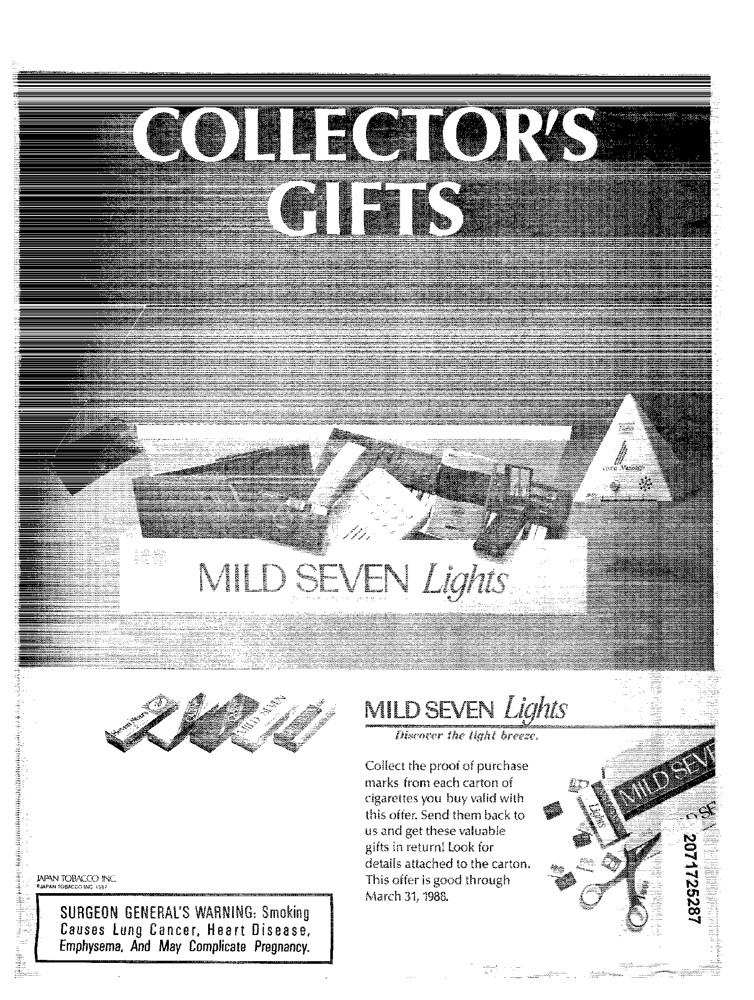 COLLECTOR'S
GIFTS
MILD SEVEN Lights
MILD SEVEN Lights
Discover the light breeze.
Collect the proof of purchase
marks from each carton of
cigarettes you buy valid with
this offer. Send them back to
us and get these valuable
gifts in return! Look for
details attached to the carton.
This offer is good through
March 31, 1988.
MILD SEVE
Lights
JAPAN TOBACCO INC.
©JAPAN TOBACCO INC. 1987
SURGEON GENERAL'S WARNING: Smoking
Causes Lung Cancer, Heart Disease,
Emphysema, And May Complicate Pregnancy.
2071725287